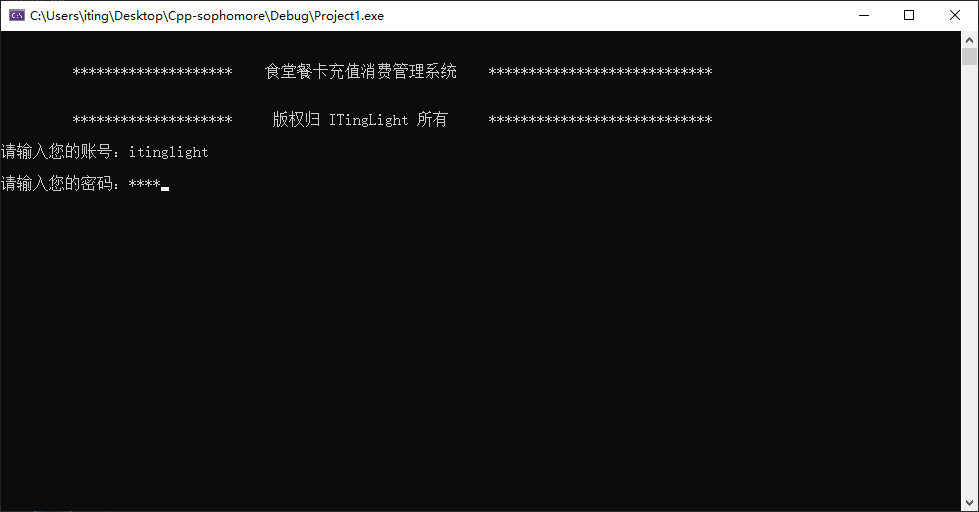 C:\Users\iting\Desktop\Cpp-sophomore\Debug\Project1.exe
******************** 食堂餐卡充值消费管理系统 ****************************
******************** 版权归 ITingLight 所有 ****************************
请输入您的账号：itinglight
请输入您的密码：****